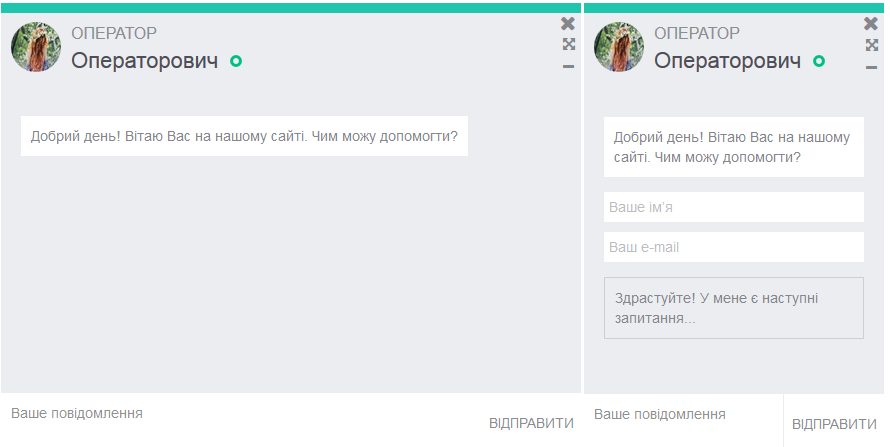 ОПЕРАТОР
Операторович
Добрий день! Вітаю Вас на нашому сайті. Чим можу допомогти?
Ваше повідомлення
ВІДПРАВИТИ
ОПЕРАТОР
Операторович
Добрий день! Вітаю Вас на нашому
сайті. Чим можу допомогти?
Ваше ім'я
Ваш e-mail
Здрастуйте! У мене є наступні
запитання...
Ваше повідомлення
ВІДПРАВИТИ